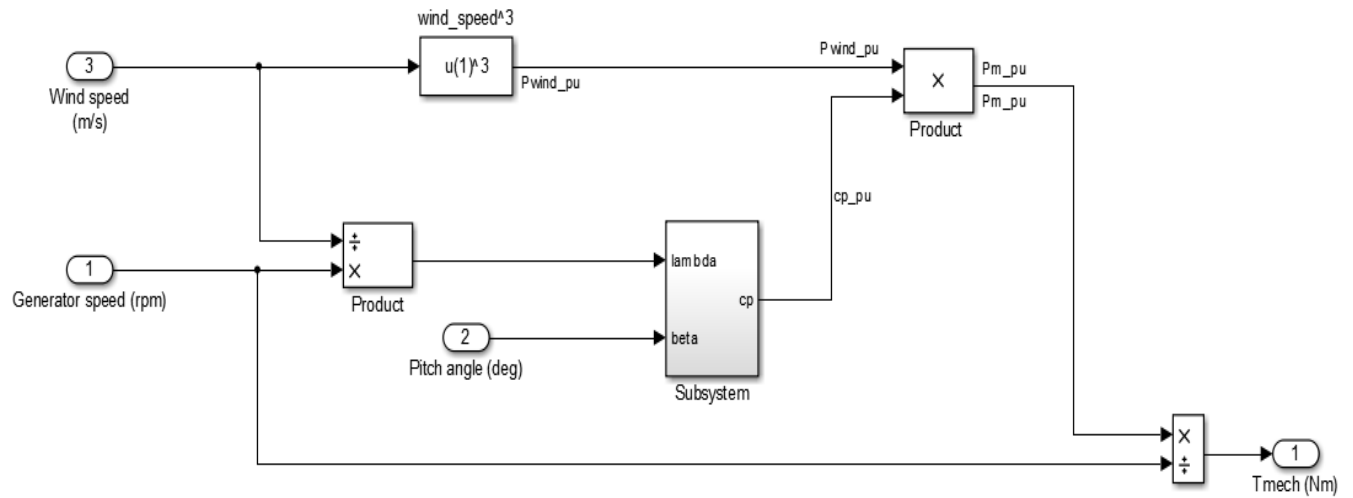 wind_speed^3
3
u(1)^3
Pwind_pu
Pwind_pu
Pm_pu
Pm_pu
Wind speed
(m/s)
×
Product
cp_pu
÷
×
Product
1
Generator speed (rpm)
lambda
cp
beta
Subsystem
2
Pitch angle (deg)
×
÷
1
Tmech (Nm)